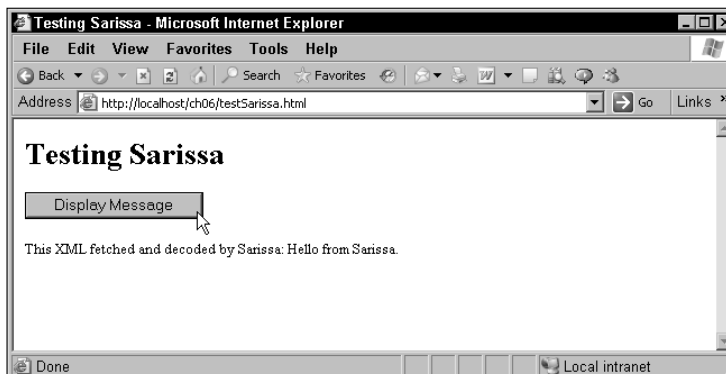 Testing Sarissa - Microsoft Internet Explorer
File Edit View Favorites Tools Help
Back Search Favorites
Address http://localhost/ch06/testSarissa.html Go Links »
Testing Sarissa
Display Message
This XML fetched and decoded by Sarissa: Hello from Sarissa.
Done Local intranet